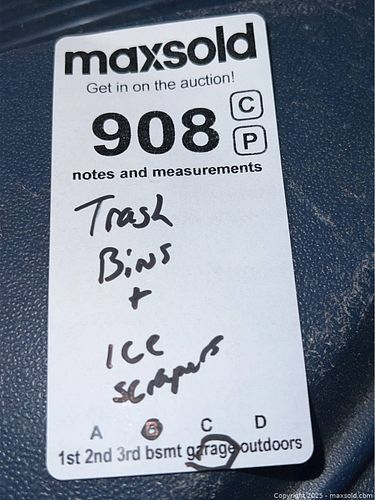 maxsold
Get in on the auction!
908 C
P
notes and measurements
Trash
Bins
+
ICE
scrapers
A B C D
1st 2nd 3rd bsmt garage outdoors
Copyright 2025 - maxsold.com